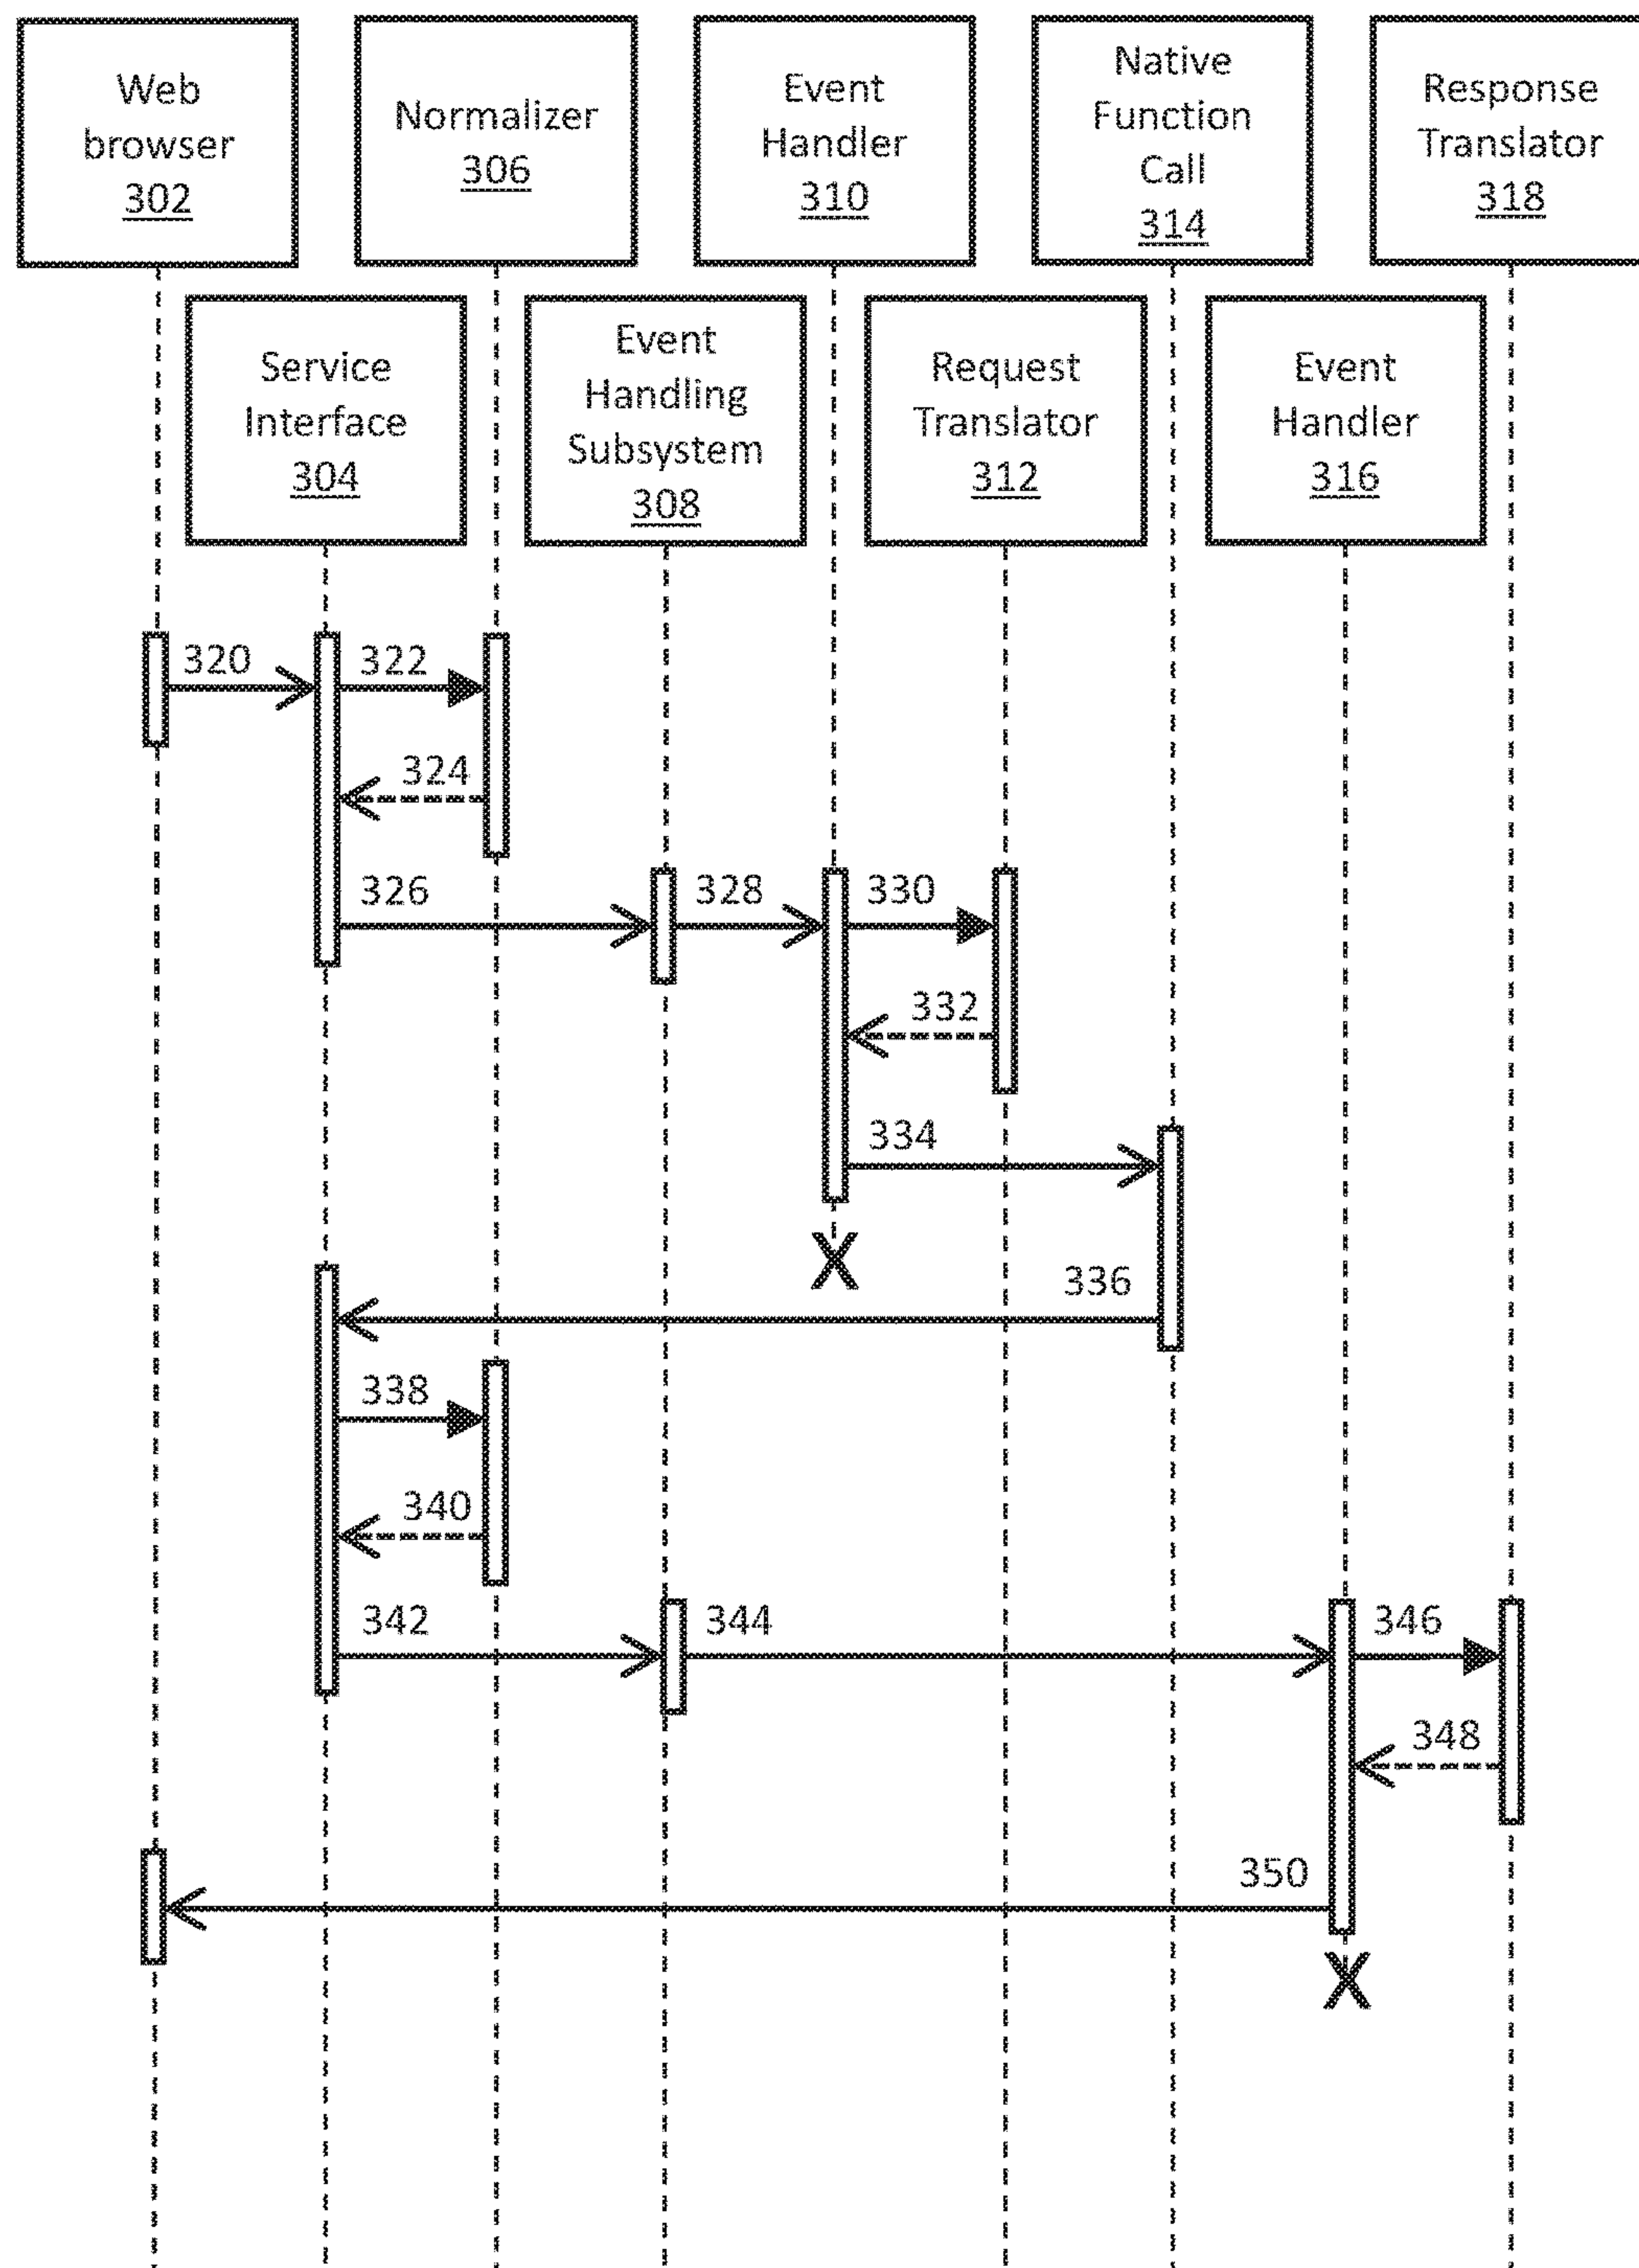 Web
browser
302
Normalizer
306
Event
Handler
310
Native
Function
Call
314
Response
Translator
318
Service
Interface
304
Event
Handling
Subsystem
308
Request
Translator
312
Event
Handler
316
320
322
324
326
328
330
332
334
X
336
338
340
342
344
346
348
350
X